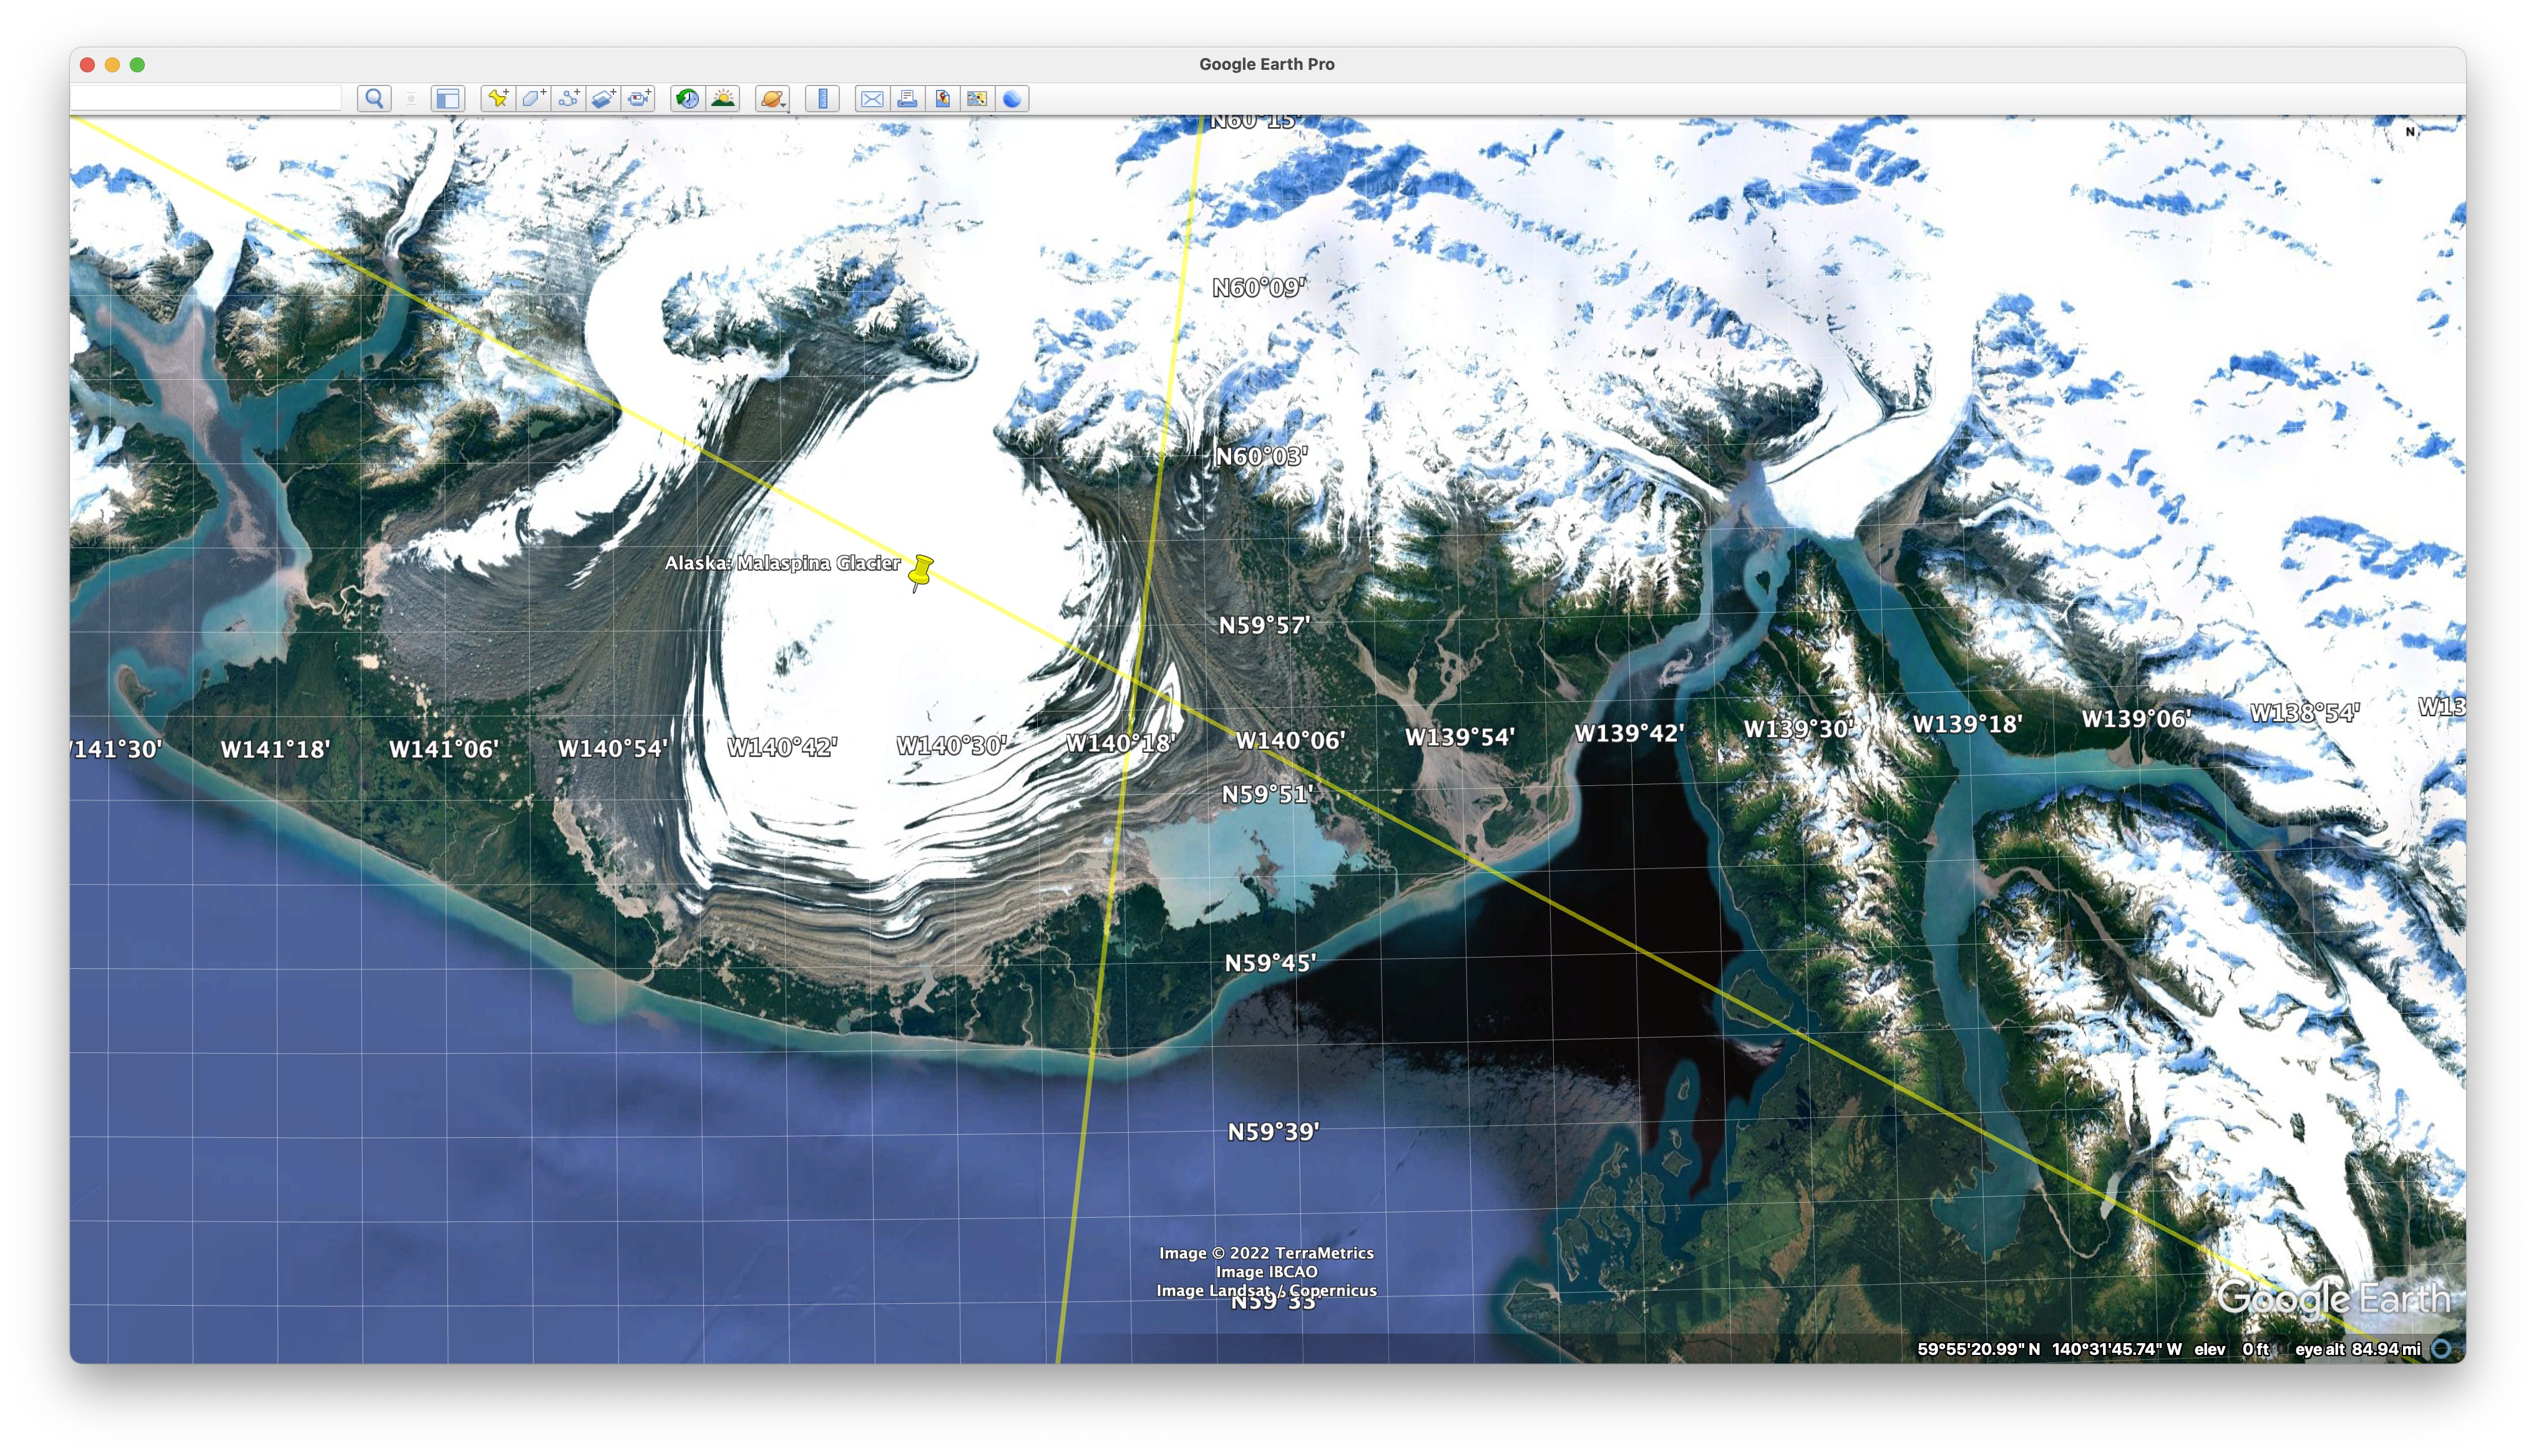 Google Earth Pro
N60°15'
N
N60°09'
N60°03'
Alaska: Malaspina Glacier
N59°57'
W141°18'
W141°06'
W140°54'
W140°42'
W140°30'
W140°18'
W140°06'
W139°54'
W139°42'
W139°30'
W139°18'
W139°06'
W138°54'
N59°51'
N59°45'
N59°39'
Image © 2022 TerraMetrics
Image IBCAO
Image Landsat / Copernicus
N59°33'
Google Earth
59°55'20.99" N 140°31'45.74" W elev 0 ft eye alt 84.94 mi